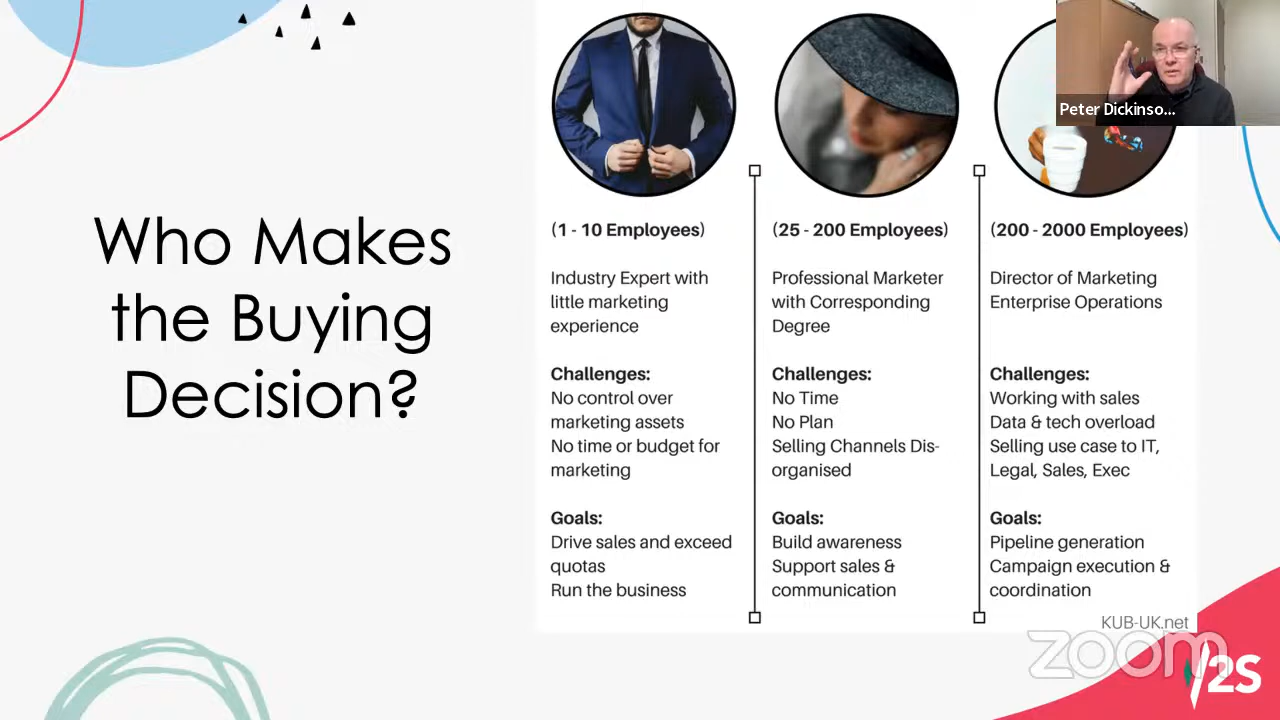 Who Makes
the Buying
Decision?
(1 - 10 Employees)
Industry Expert with
little marketing
experience
Challenges:
No control over
marketing assets
No time or budget for
marketing
Goals:
Drive sales and exceed
quotas
Run the business
(25 - 200 Employees)
Professional Marketer
with Corresponding
Degree
Challenges:
No Time
No Plan
Selling Channels Dis-
organised
Goals:
Build awareness
Support sales &
communication
(200 - 2000 Employees)
Director of Marketing
Enterprise Operations
Challenges:
Working with sales
Data & tech overload
Selling use case to IT,
Legal, Sales, Exec
Goals:
Pipeline generation
Campaign execution &
coordination
KUB-UK.net
Peter Dickinso...
zoom
/2S